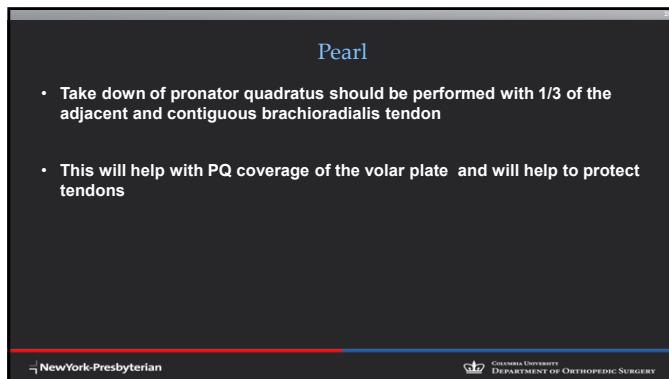 Pearl
• Take down of pronator quadratus should be performed with 1/3 of the
adjacent and contiguous brachioradialis tendon
• This will help with PQ coverage of the volar plate and will help to protect
tendons
NewYork-Presbyterian
Columbia University
Department of Orthopedic Surgery